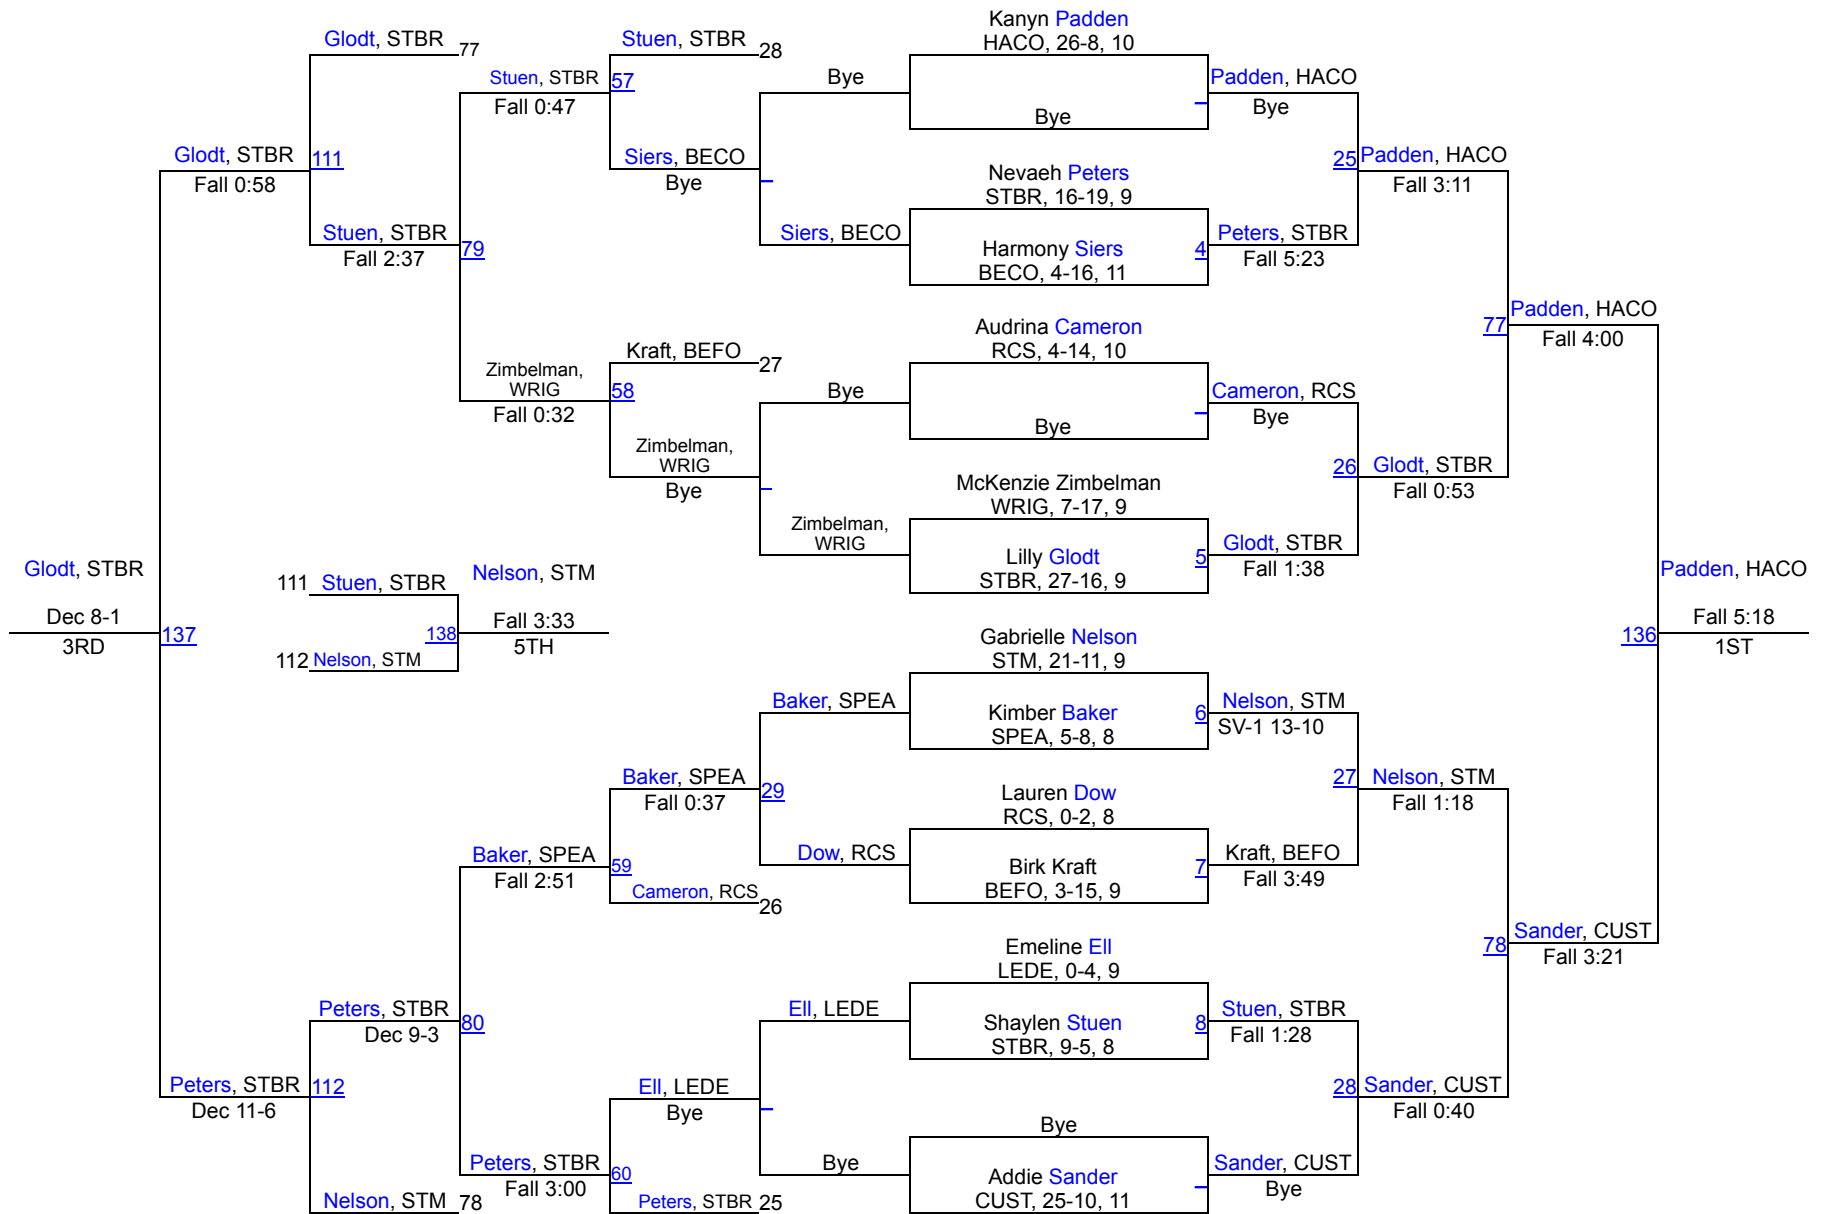 Kanyn Padden
HACO, 26-8, 10
Glodt, STBR
77
Stuen, STBR
28
Stuen, STBR
57
Fall 0:47
Bye
Bye
Padden, HACO
Bye
Glodt, STBR
111
Fall 0:58
Siers, BECO
Bye
Nevaeh Peters
STBR, 16-19, 9
25
Padden, HACO
Fall 3:11
Stuen, STBR
79
Fall 2:37
Siers, BECO
Harmony Siers
BECO, 4-16, 11
4
Peters, STBR
Fall 5:23
Audrina Cameron
RCS, 4-14, 10
77
Padden, HACO
Fall 4:00
Kraft, BEFO
27
Zimbelman,
WRIG
58
Fall 0:32
Bye
Bye
Cameron, RCS
Bye
Zimbelman,
WRIG
Bye
McKenzie Zimbelman
WRIG, 7-17, 9
26
Glodt, STBR
Fall 0:53
Zimbelman,
WRIG
Lilly Glodt
STBR, 27-16, 9
5
Glodt, STBR
Fall 1:38
Glodt, STBR
Dec 8-1
3RD
137
111
Stuen, STBR
112
Nelson, STM
138
Nelson, STM
Fall 3:33
5TH
Padden, HACO
136
Fall 5:18
1ST
Gabrielle Nelson
STM, 21-11, 9
Baker, SPEA
Kimber Baker
SPEA, 5-8, 8
6
Nelson, STM
SV-1 13-10
Baker, SPEA
Fall 0:37
29
Lauren Dow
RCS, 0-2, 8
27
Nelson, STM
Fall 1:18
Baker, SPEA
Fall 2:51
59
Dow, RCS
Birk Kraft
BEFO, 3-15, 9
7
Kraft, BEFO
Fall 3:49
Cameron, RCS
26
Emeline Ell
LEDE, 0-4, 9
78
Sander, CUST
Fall 3:21
Peters, STBR
Dec 9-3
80
Ell, LEDE
Shaylen Stuen
STBR, 9-5, 8
8
Stuen, STBR
Fall 1:28
Peters, STBR
Dec 11-6
112
Ell, LEDE
Bye
Bye
28
Sander, CUST
Fall 0:40
Peters, STBR
Fall 3:00
60
Bye
Addie Sander
CUST, 25-10, 11
Sander, CUST
Bye
Nelson, STM
78
Peters, STBR
25